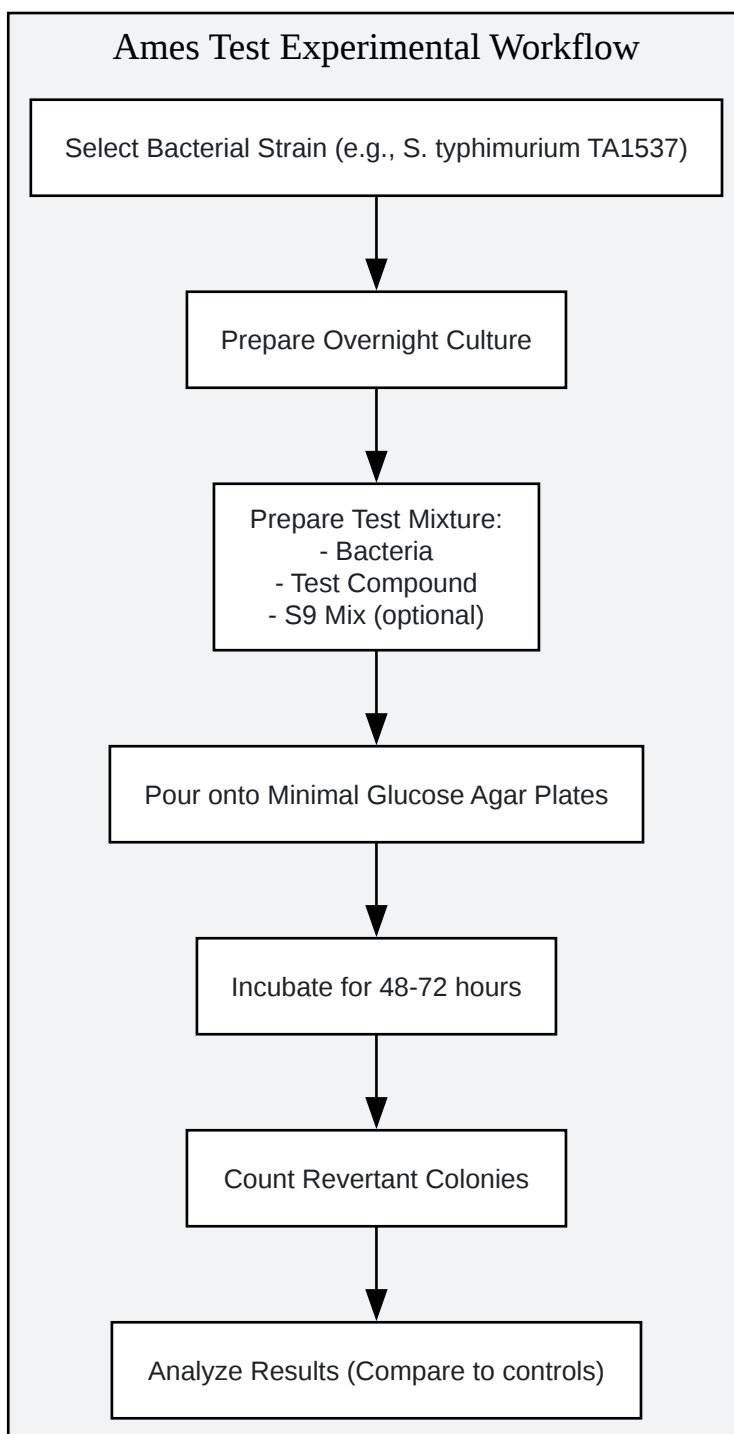 Ames Test Experimental Workflow
Select Bacterial Strain (e.g., S. typhimurium TA1537)
Prepare Overnight Culture
Prepare Test Mixture:
- Bacteria
- Test Compound
- S9 Mix (optional)
Pour onto Minimal Glucose Agar Plates
Incubate for 48-72 hours
Count Revertant Colonies
Analyze Results (Compare to controls)